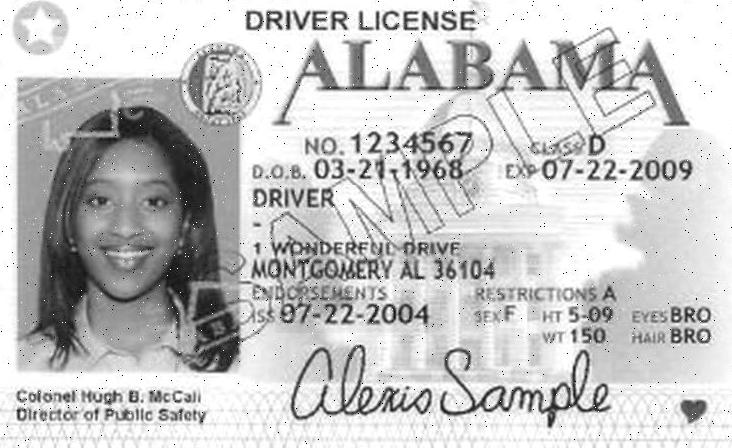 DRIVER LICENSE
ALABAMA
NO. 1234567 CLASS D
D.O.B. 03-21-1968 EXP 07-22-2009
DRIVER
-
1 WONDERFUL DRIVE
MONTGOMERY AL 36104
ENDORSEMENTS RESTRICTIONS A
ISS 07-22-2004 SEX F HT 5-09 EYES BRO
WT 150 HAIR BRO
SAMPLE
Alexis Sample
Colonel Hugh B. McCall
Director of Public Safety